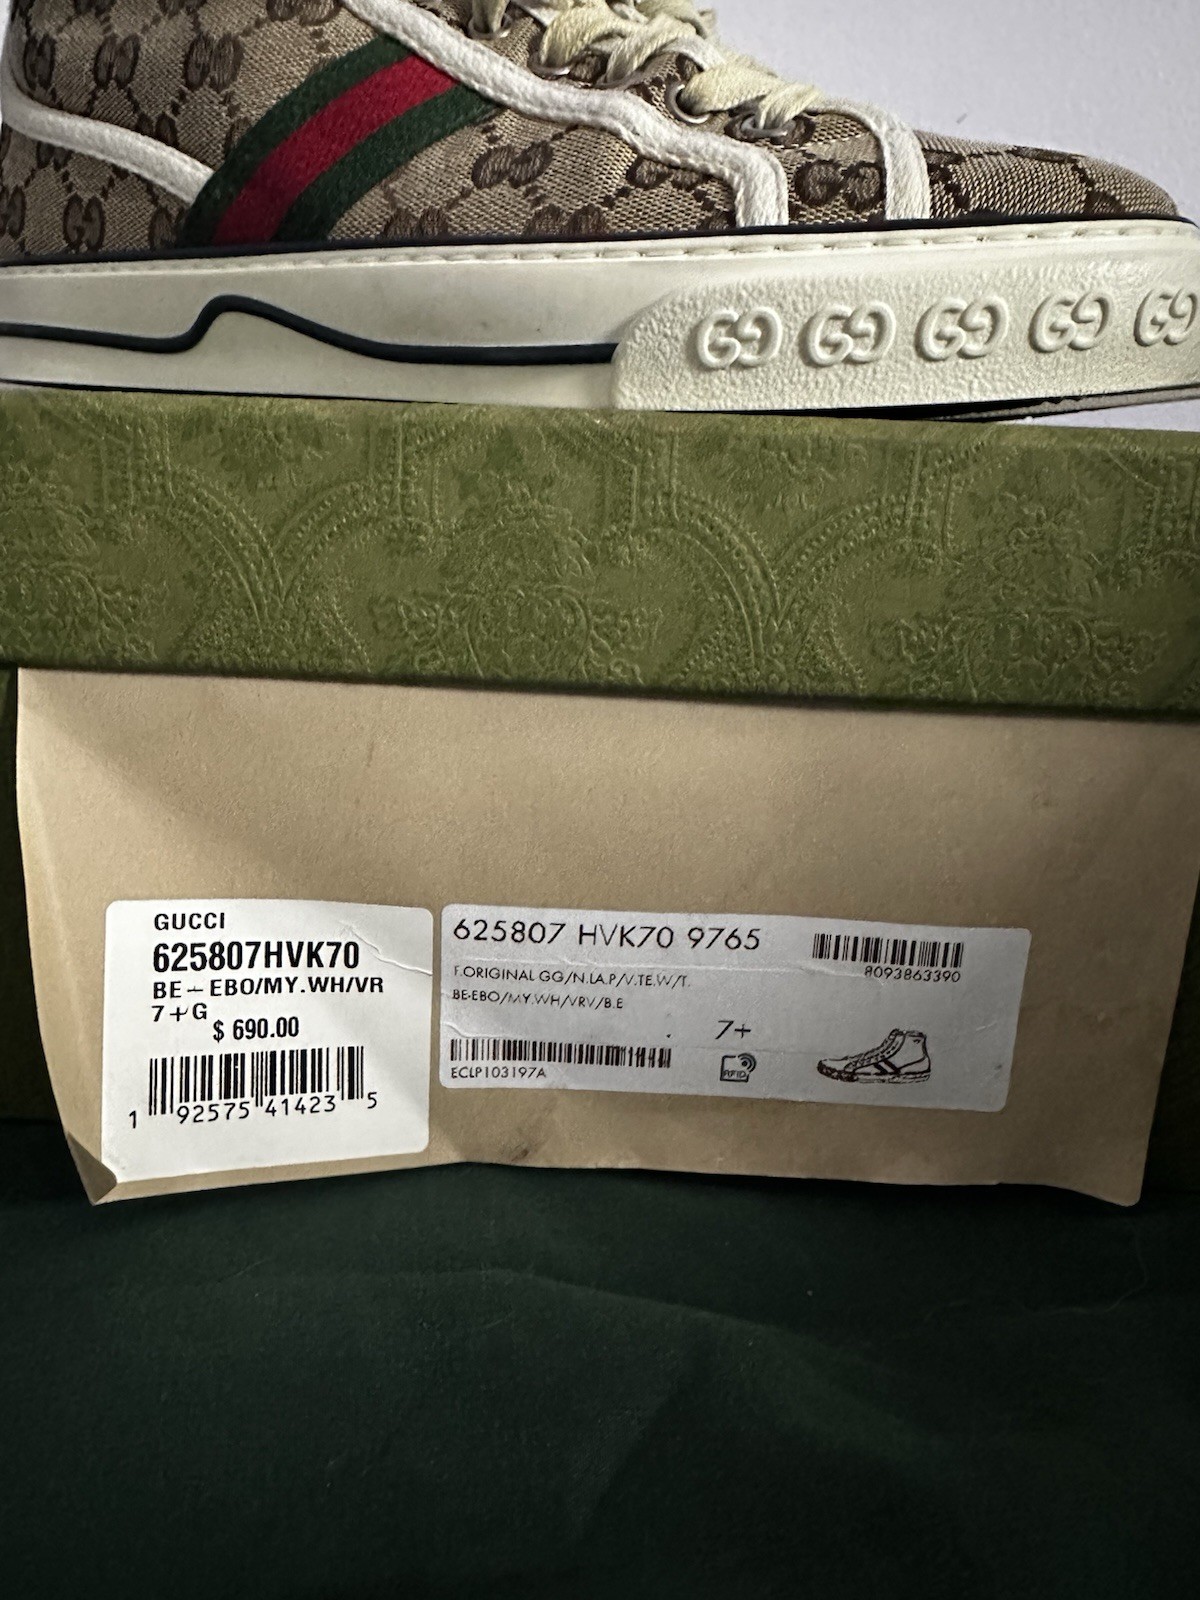 GUCCI
625807HVK70
BE-EBO/MY.WH/VR
7+G
$ 690.00
1 92575 41423 5
625807 HVK70 9765
8093863390
F.ORIGINAL GG/N.LA.P/V.TE.W/T.
BE-EBO/MY.WH/VRV/B.E
7+
RFID
ECLP103197A